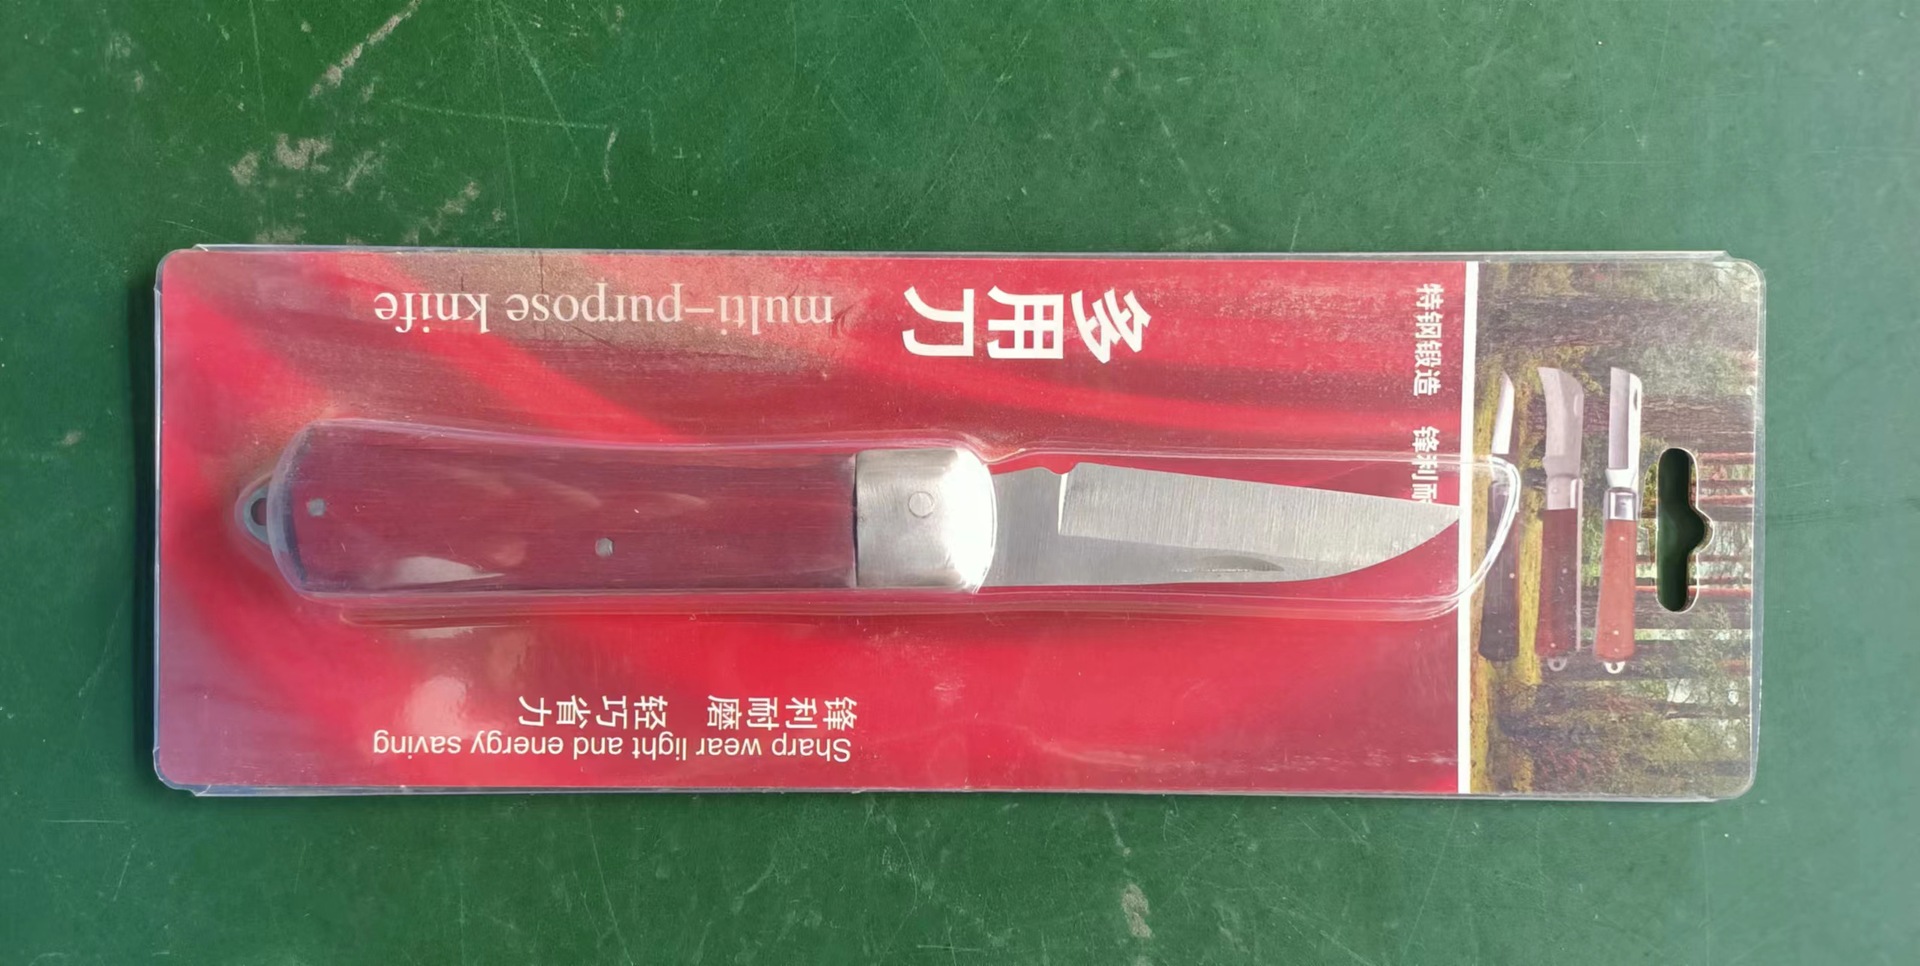 多用刀
multi-purpose knife
特钢锻造 锋利耐
锋利耐磨 轻巧省力
Sharp wear light and energy saving